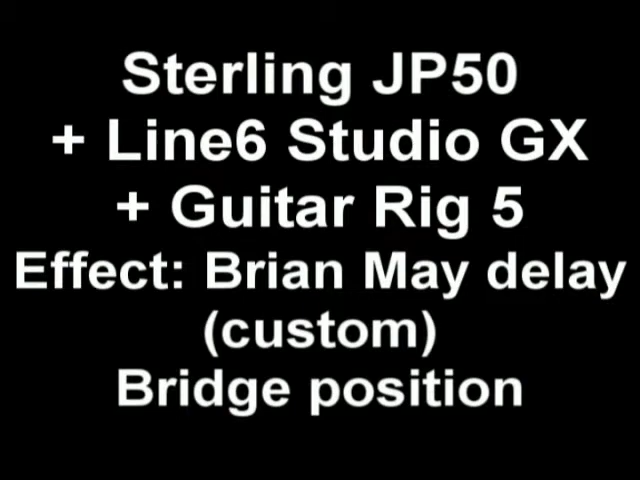 Sterling JP50
+ Line6 Studio GX
+ Guitar Rig 5
Effect: Brian May delay
(custom)
Bridge position